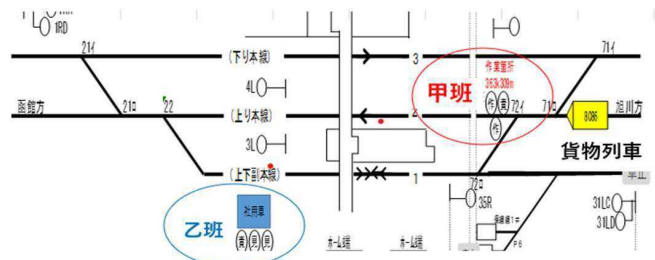 1RD
21イ
(下り本線)
3
作業箇所
363k309m
71イ
4L
甲班
函館方
21ロ
22
(上り本線)
4
作
責
作
72イ
71ロ
8086
旭川方
3L
貨物列車
(上下副本線)
1
72ロ
35R
31LC
31LD
乙班
社用車
責
見
見
ホーム端
ホーム端
P6